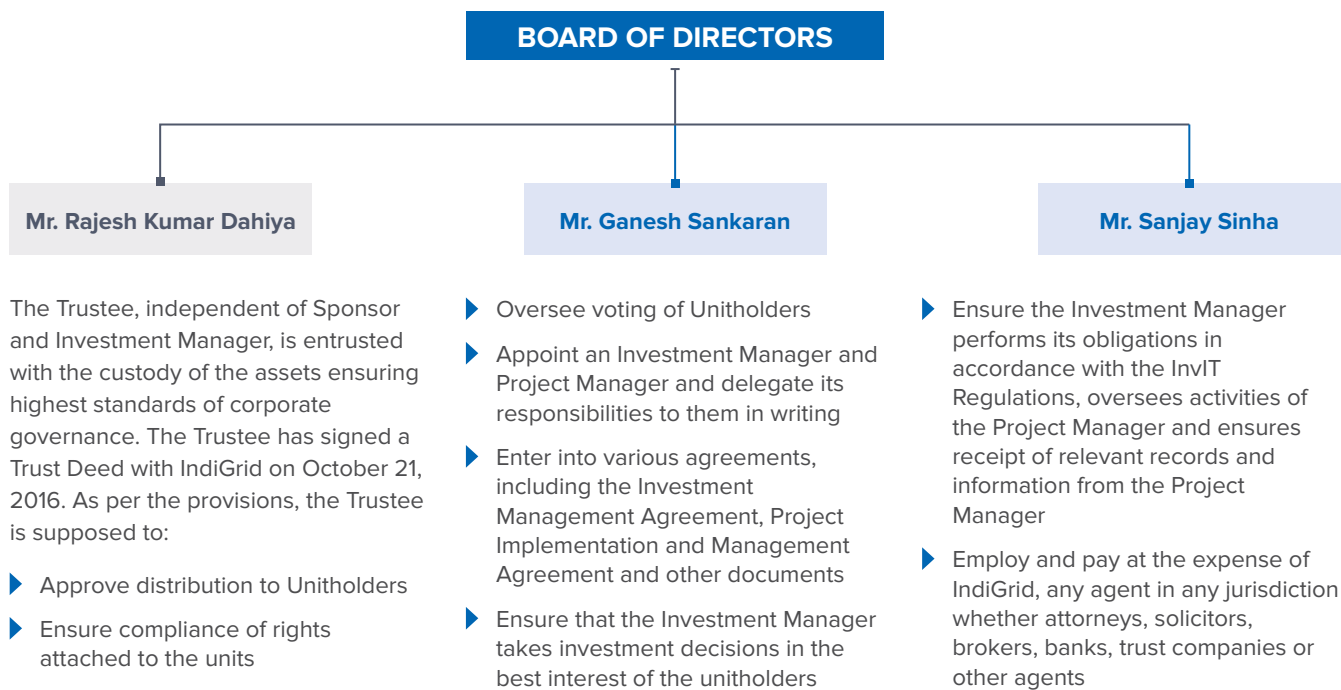 BOARD OF DIRECTORS
Mr. Rajesh Kumar Dahiya
Mr. Ganesh Sankaran
Mr. Sanjay Sinha
The Trustee, independent of Sponsor
and Investment Manager, is entrusted
with the custody of the assets ensuring
highest standards of corporate
governance. The Trustee has signed a
Trust Deed with IndiGrid on October 21,
2016. As per the provisions, the Trustee
is supposed to:
Approve distribution to Unitholders
Ensure compliance of rights
attached to the units
Oversee voting of Unitholders
Appoint an Investment Manager and
Project Manager and delegate its
responsibilities to them in writing
Enter into various agreements,
including the Investment
Management Agreement, Project
Implementation and Management
Agreement and other documents
Ensure that the Investment Manager
takes investment decisions in the
best interest of the unitholders
Ensure the Investment Manager
performs its obligations in
accordance with the InvIT
Regulations, oversees activities of
the Project Manager and ensures
receipt of relevant records and
information from the Project
Manager
Employ and pay at the expense of
IndiGrid, any agent in any jurisdiction
whether attorneys, solicitors,
brokers, banks, trust companies or
other agents